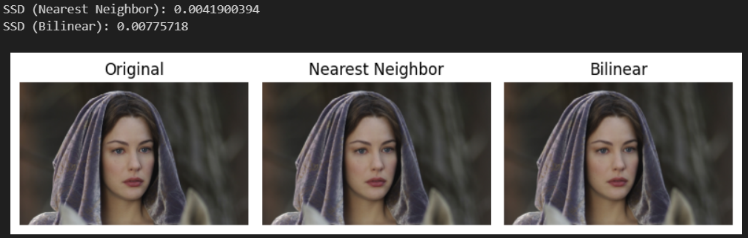 SSD (Nearest Neighbor): 0.0041900394
SSD (Bilinear): 0.00775718
Original
Nearest Neighbor
Bilinear